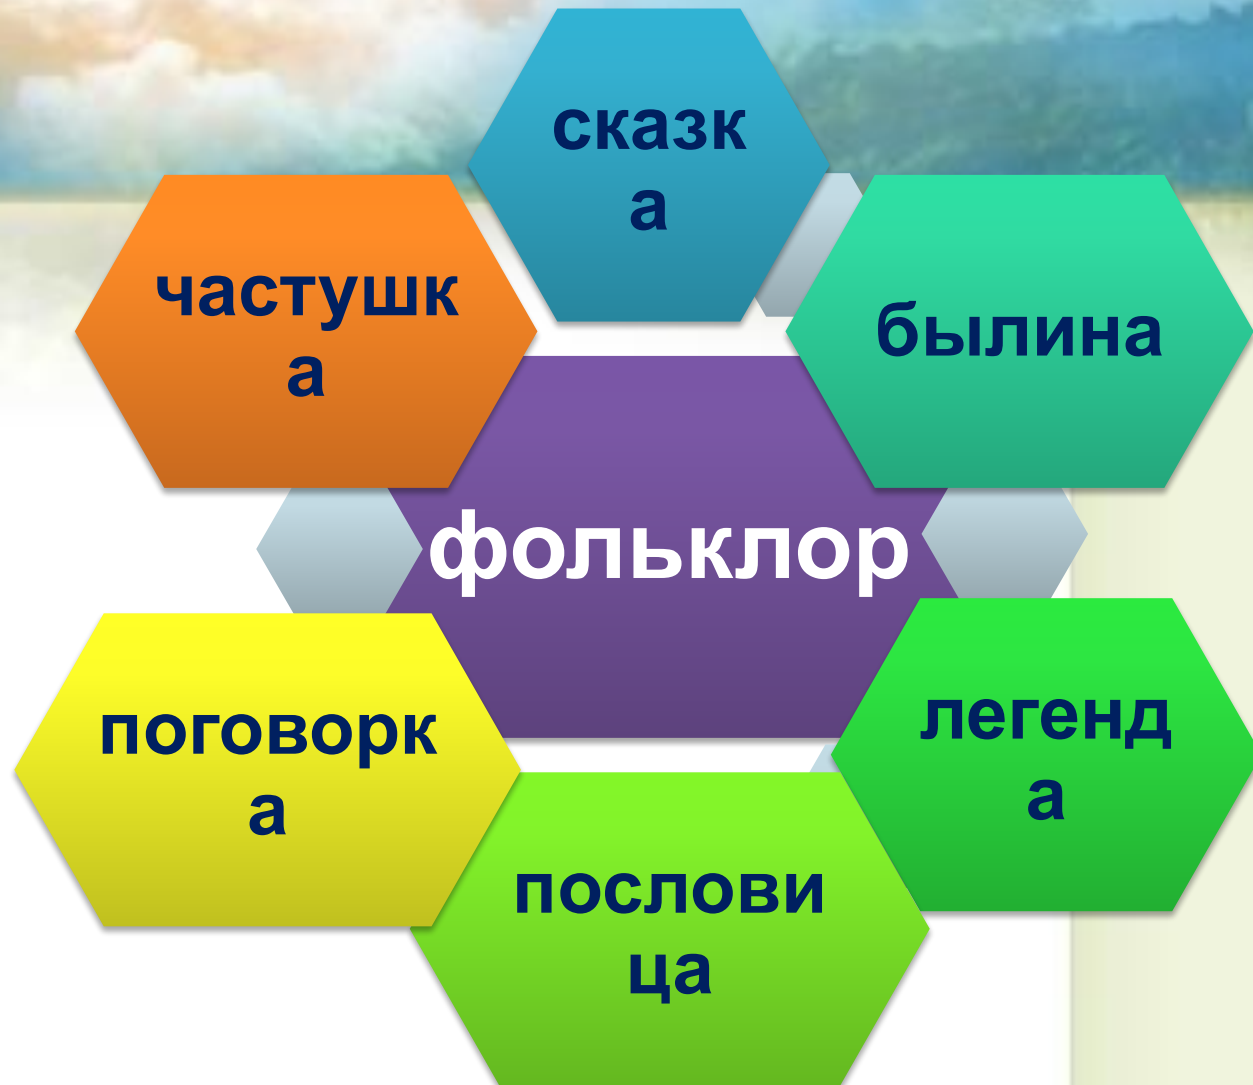 сказк
а
частушк
а
былина
фольклор
поговорк
а
легенд
а
послови
ца